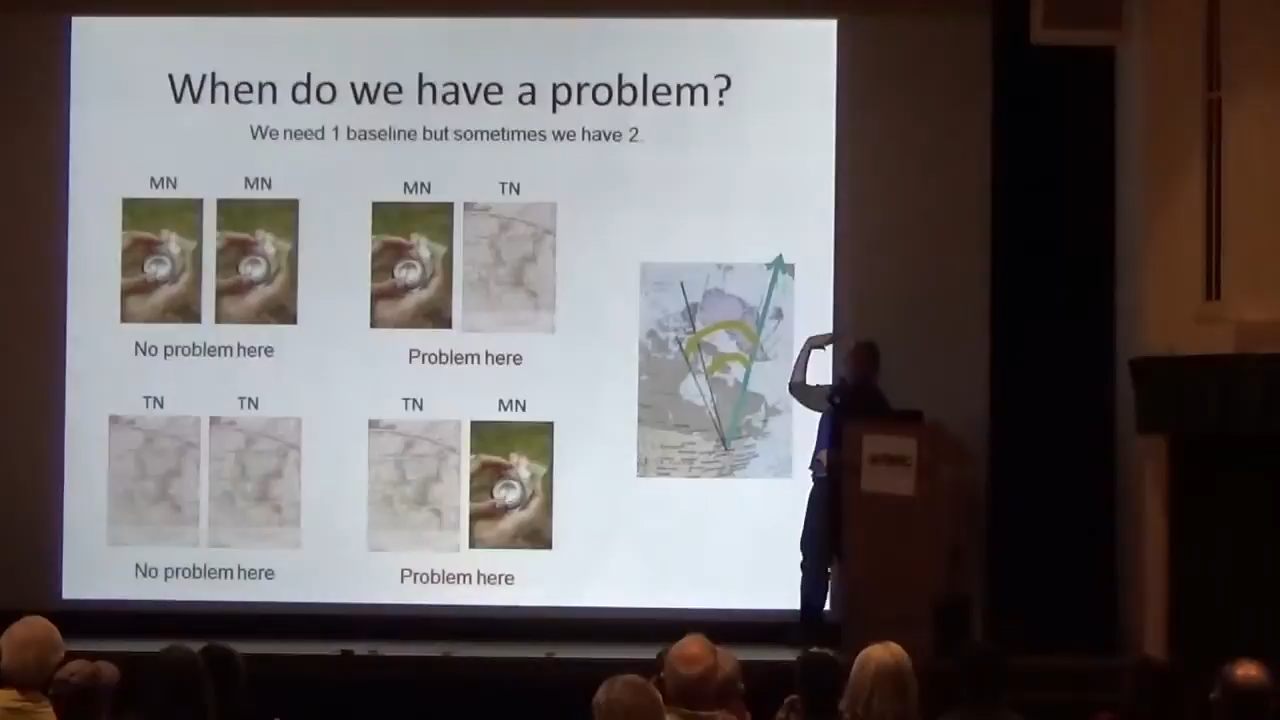 When do we have a problem?
We need 1 baseline but sometimes we have 2.
MN MN
No problem here
MN TN
Problem here
TN TN
No problem here
TN MN
Problem here